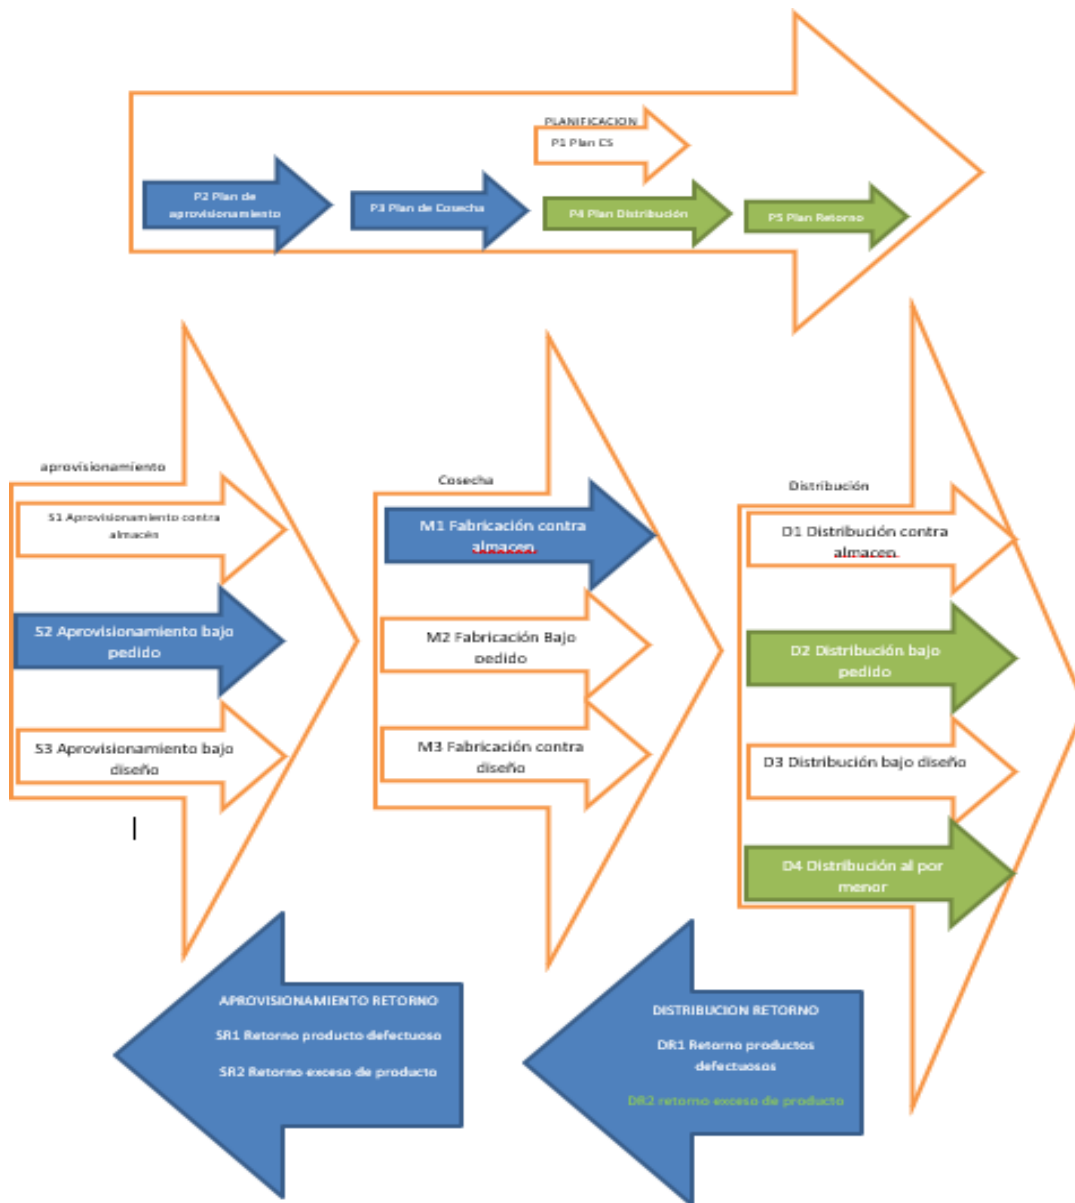 PLANIFICACION
P1 Plan CS
P2 Plan de
aprovisionamiento
P3 Plan de Cosecha
P4 Plan Distribución
P5 Plan Retorno
aprovisionamiento
S1 Aprovisionamiento contra
almacén
S2 Aprovisionamiento bajo
pedido
S3 Aprovisionamiento bajo
diseño
Cosecha
M1 Fabricación contra
almacen
M2 Fabricación Bajo
pedido
M3 Fabricación contra
diseño
Distribución
D1 Distribución contra
almacen
D2 Distribución bajo
pedido
D3 Distribución bajo diseño
D4 Distribución al por
menor
APROVISIONAMIENTO RETORNO
SR1 Retorno producto defectuoso
SR2 Retorno exceso de producto
DISTRIBUCION RETORNO
DR1 Retorno productos
defectuosos
DR2 retorno exceso de producto